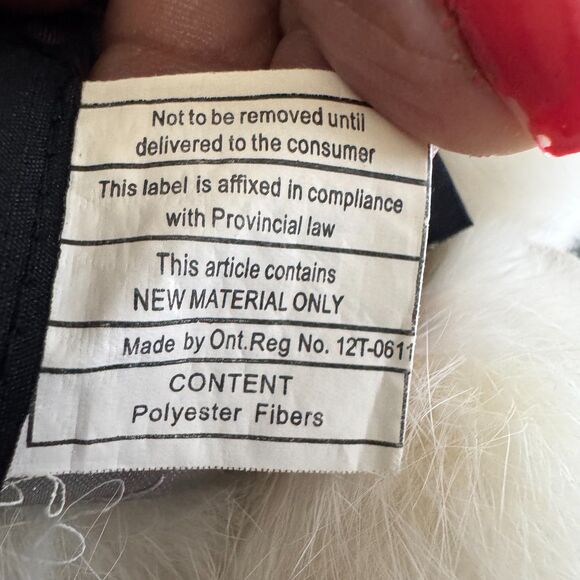 Not to be removed until
delivered to the consumer
This label is affixed in compliance
with Provincial law
This article contains
NEW MATERIAL ONLY
Made by Ont.Reg No. 12T-0611
CONTENT
Polyester Fibers